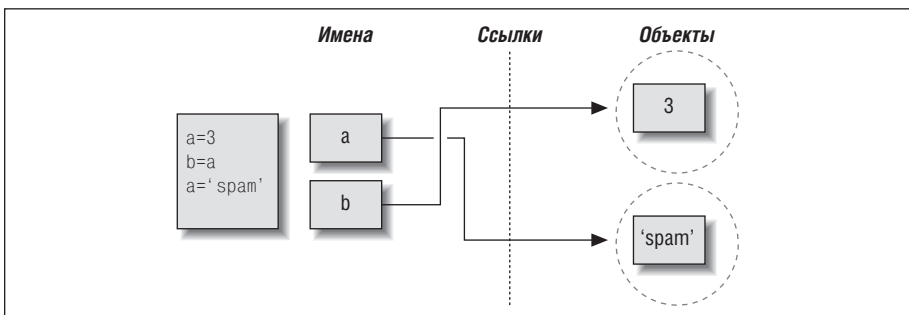 Имена
Ссылки
Объекты
a=3
b=a
a=‘spam’
a
b
3
‘spam’